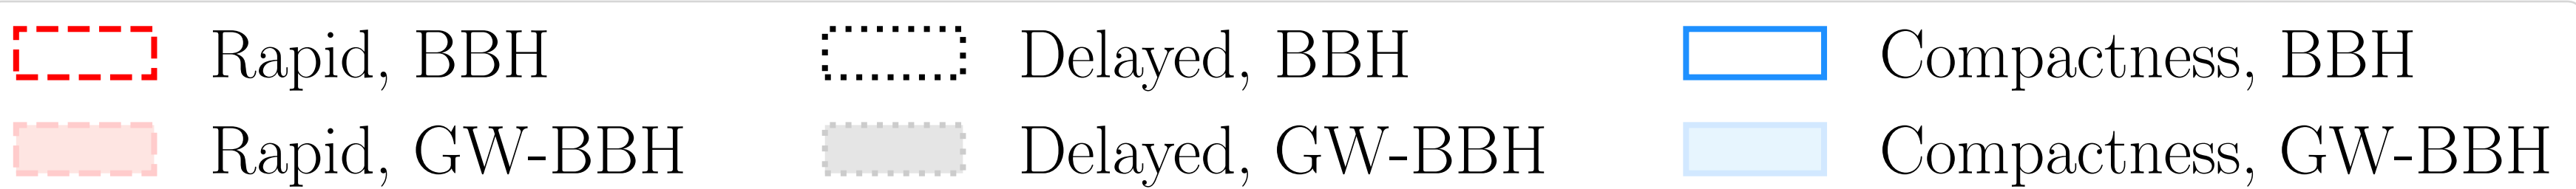 Rapid, BBH Delayed, BBH Compactness, BBH
Rapid, GW-BBH Delayed, GW-BBH Compactness, GW-BBH